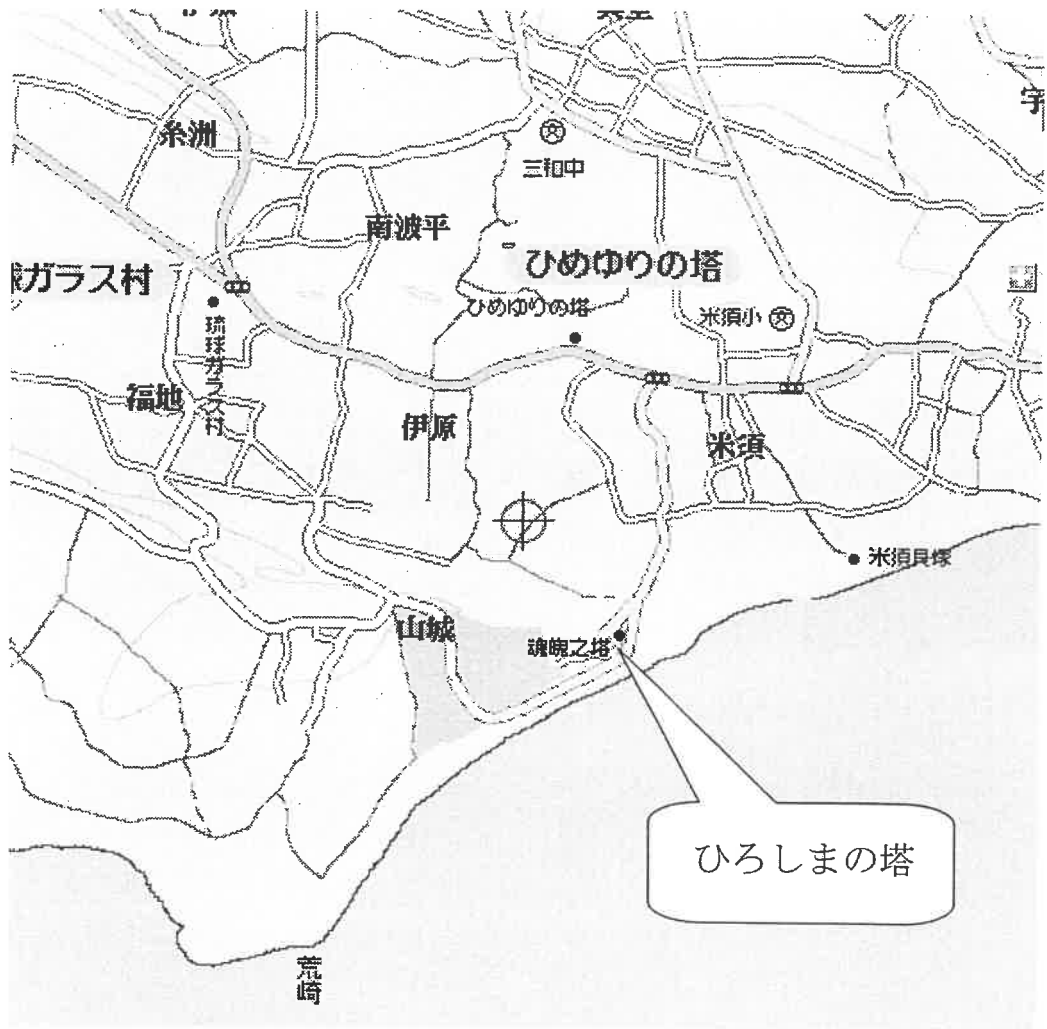 糸洲
三和中
南波平
ひめゆりの塔
ガラス村
ひめゆりの塔
米須小
琉球ガラス村
福地
伊原
米須
米須貝塚
山城
魂魄之塔
ひろしまの塔
荒崎